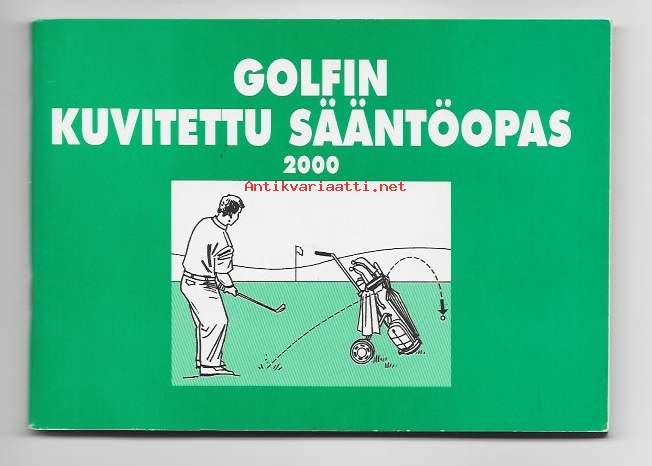 GOLFIN
KUVITETTU SÄÄNTÖOPAS
2000
Antikvariaatti.net